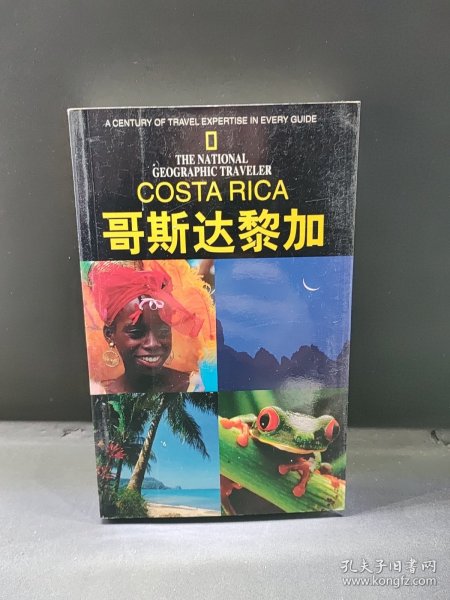 A CENTURY OF TRAVEL EXPERTISE IN EVERY GUIDE
THE NATIONAL
GEOGRAPHIC TRAVELER
COSTA RICA
哥斯达黎加
孔夫子旧书网
www.kongfz.com